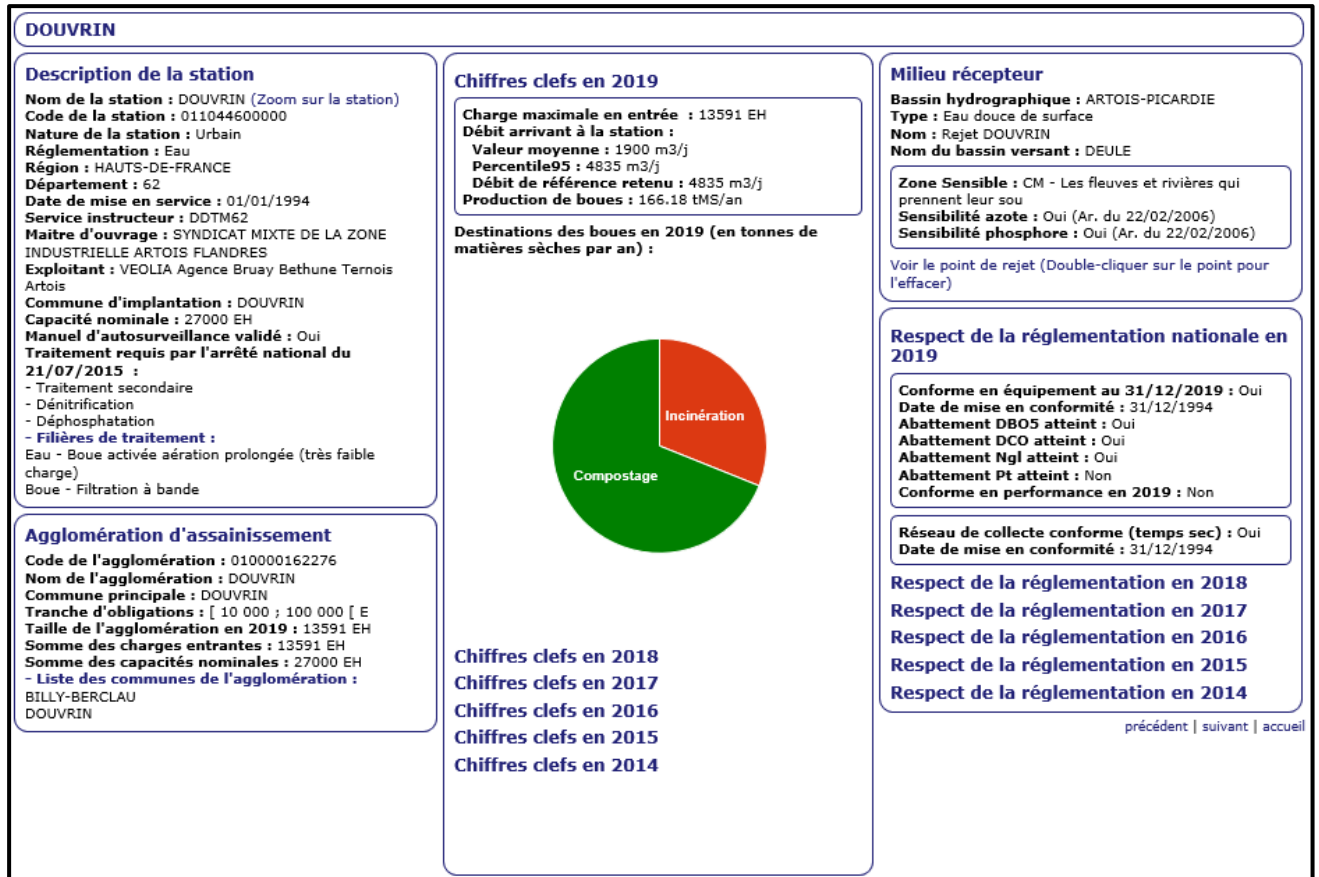 DOUVRIN
Description de la station
Nom de la station : DOUVRIN (Zoom sur la station)
Code de la station : 011044600000
Nature de la station : Urbain
Réglementation : Eau
Région : HAUTS-DE-FRANCE
Département : 62
Date de mise en service : 01/01/1994
Service instructeur : DDTM62
Maitre d'ouvrage : SYNDICAT MIXTE DE LA ZONE
INDUSTRIELLE ARTOIS FLANDRES
Exploitant : VEOLIA Agence Bruay Bethune Ternois
Artois
Commune d'implantation : DOUVRIN
Capacité nominale : 27000 EH
Manuel d'autosurveillance validé : Oui
Traitement requis par l'arrêté national du
21/07/2015 :
- Traitement secondaire
- Dénitrification
- Déphosphatation
- Filières de traitement :
Eau - Boue activée aération prolongée (très faible
charge)
Boue - Filtration à bande
Agglomération d'assainissement
Code de l'agglomération : 010000162276
Nom de l'agglomération : DOUVRIN
Commune principale : DOUVRIN
Tranche d'obligations : [ 10 000 ; 100 000 [ E
Taille de l'agglomération en 2019 : 13591 EH
Somme des charges entrantes : 13591 EH
Somme des capacités nominales : 27000 EH
- Liste des communes de l'agglomération :
BILLY-BERCLAU
DOUVRIN
Chiffres clefs en 2019
Charge maximale en entrée : 13591 EH
Débit arrivant à la station :
Valeur moyenne : 1900 m3/j
Percentile95 : 4835 m3/j
Débit de référence retenu : 4835 m3/j
Production de boues : 166.18 tMS/an
Destinations des boues en 2019 (en tonnes de
matières sèches par an) :
Incinération
Compostage
Chiffres clefs en 2018
Chiffres clefs en 2017
Chiffres clefs en 2016
Chiffres clefs en 2015
Chiffres clefs en 2014
Milieu récepteur
Bassin hydrographique : ARTOIS-PICARDIE
Type : Eau douce de surface
Nom : Rejet DOUVRIN
Nom du bassin versant : DEULE
Zone Sensible : CM - Les fleuves et rivières qui
prennent leur sou
Sensibilité azote : Oui (Ar. du 22/02/2006)
Sensibilité phosphore : Oui (Ar. du 22/02/2006)
Voir le point de rejet (Double-cliquer sur le point pour
l'effacer)
Respect de la réglementation nationale en
2019
Conforme en équipement au 31/12/2019 : Oui
Date de mise en conformité : 31/12/1994
Abattement DBO5 atteint : Oui
Abattement DCO atteint : Oui
Abattement Ngl atteint : Oui
Abattement Pt atteint : Non
Conforme en performance en 2019 : Non
Réseau de collecte conforme (temps sec) : Oui
Date de mise en conformité : 31/12/1994
Respect de la réglementation en 2018
Respect de la réglementation en 2017
Respect de la réglementation en 2016
Respect de la réglementation en 2015
Respect de la réglementation en 2014
précédent | suivant | accueil